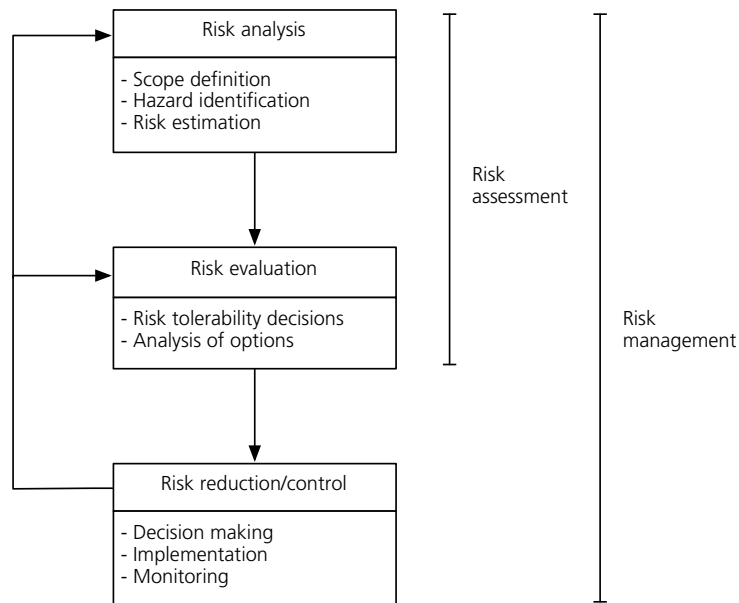 Risk analysis
- Scope definition
- Hazard identification
- Risk estimation
Risk
assessment
Risk evaluation
- Risk tolerability decisions
- Analysis of options
Risk
management
Risk reduction/control
- Decision making
- Implementation
- Monitoring